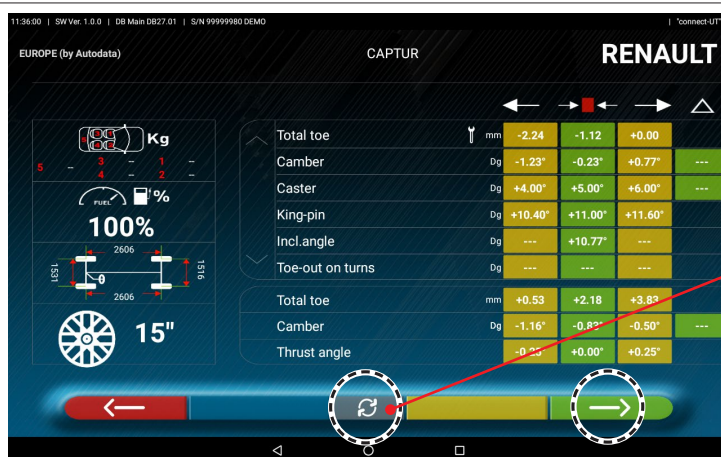 11:36:00 | SW Ver. 1.0.0 | DB Main DB27.01 | S/N 99999980 DEMO | "connect-UT"
EUROPE (by Autodata) CAPTUR RENAULT
Kg
5 -- 3 -- 1 --
4 -- 2 --
FUEL %
100%
2606
1531 1516
0
2606
15"
Total toe mm -2.24 -1.12 +0.00
Camber Dg -1.23° -0.23° +0.77° ---
Caster Dg +4.00° +5.00° +6.00° ---
King-pin Dg +10.40° +11.00° +11.60°
Incl.angle Dg --- +10.77° ---
Toe-out on turns Dg --- --- ---
Total toe mm +0.53 +2.18 +3.83
Camber Dg -1.16° -0.83° -0.50° ---
Thrust angle -0.25° +0.00° +0.25°